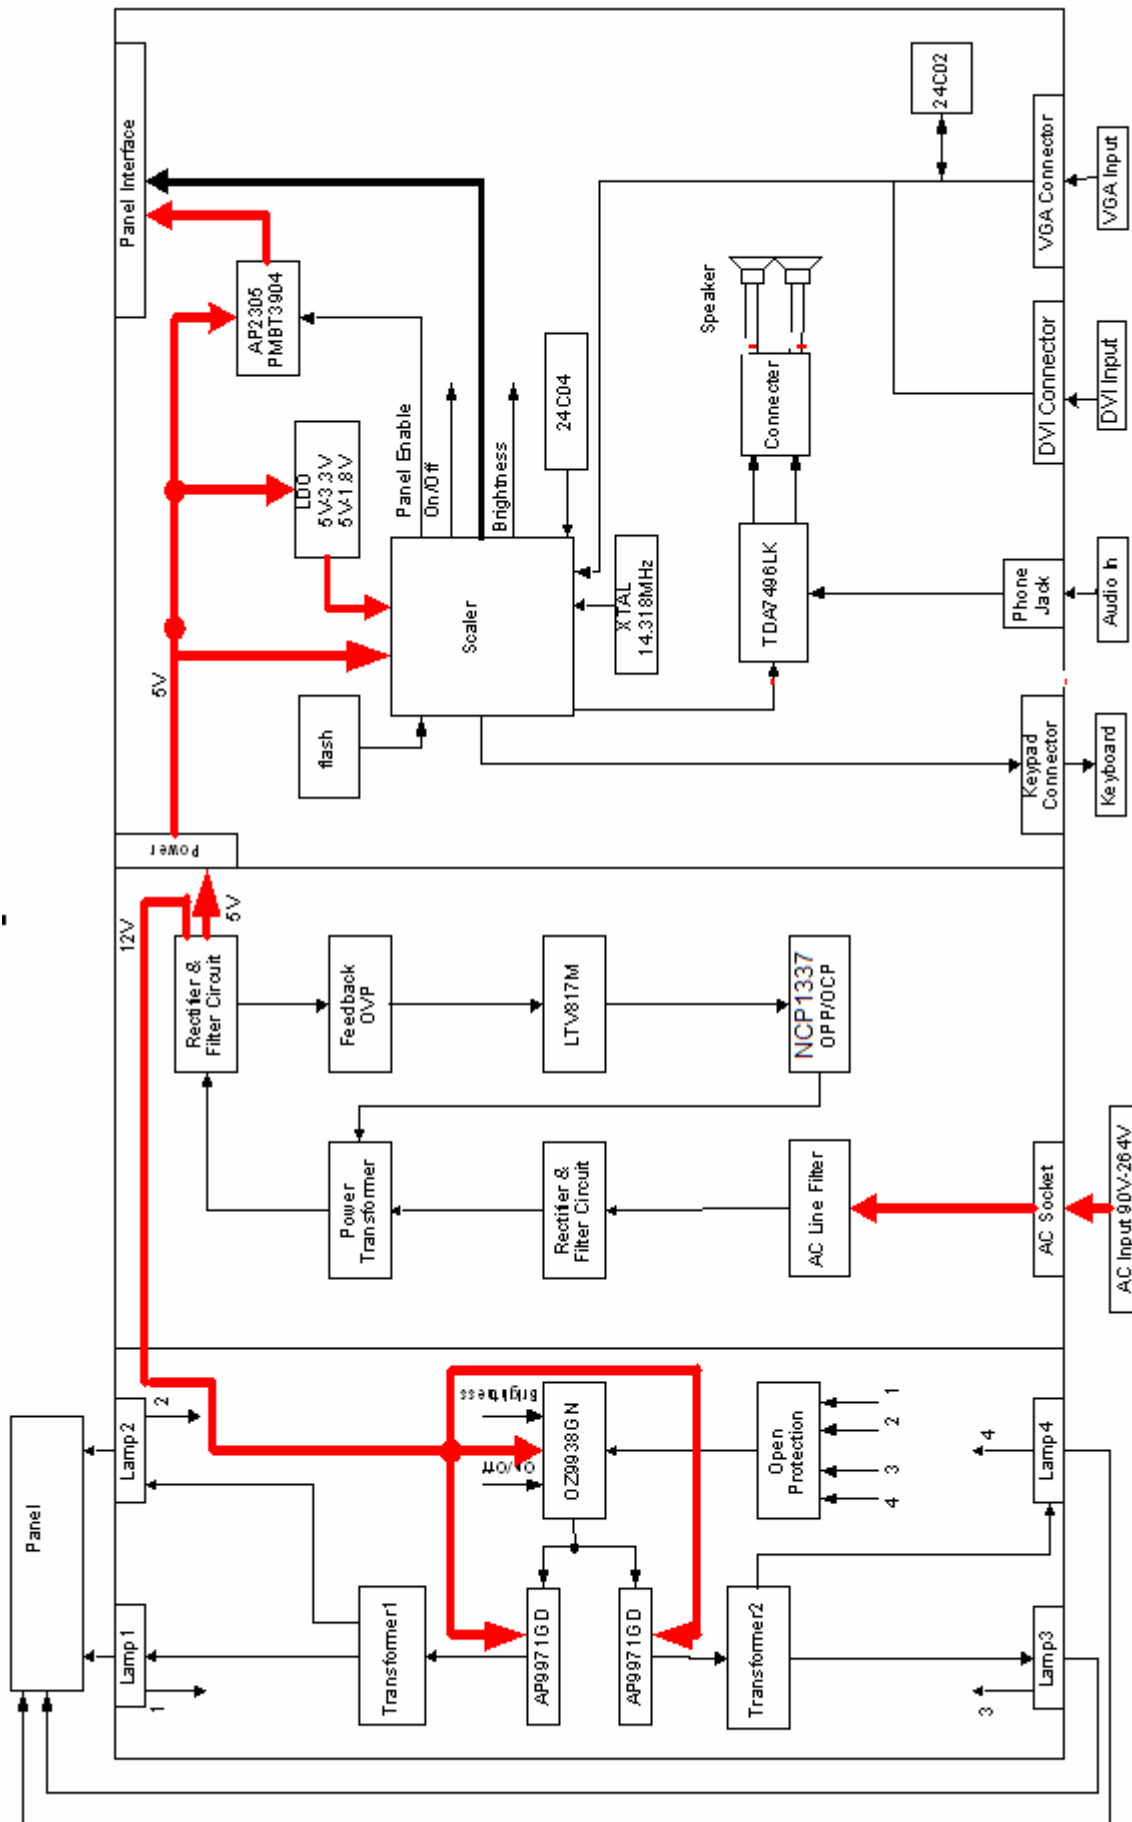 Panel
Lamp1
Lamp2
1
2
Transformer1
AP9971GD
AP9971GD
Transformer2
Brightness
On/Off
OZ9938GN
Open
Protection
4
3
2
1
Lamp3
Lamp4
3
4
12V
5V
Rectifier &
Filter Circuit
Feedback
OVP
LTV817M
NCP1337
OPP/OCP
Power
Transformer
Rectifier &
Filter Circuit
AC Line Filter
AC Socket
AC Input 90V-264V
Power
5V
Panel Interface
AP2305
PMBT3904
LDO
5V-3.3V
5V-1.8V
Panel Enable
On/Off
Brightness
flash
Scaler
24C04
XTAL
14.318MHz
TDA7496LK
Connecter
Speaker
24C02
Keypad
Connector
Keyboard
Phone
Jack
Audio In
DVI Connector
DVI Input
VGA Connector
VGA Input